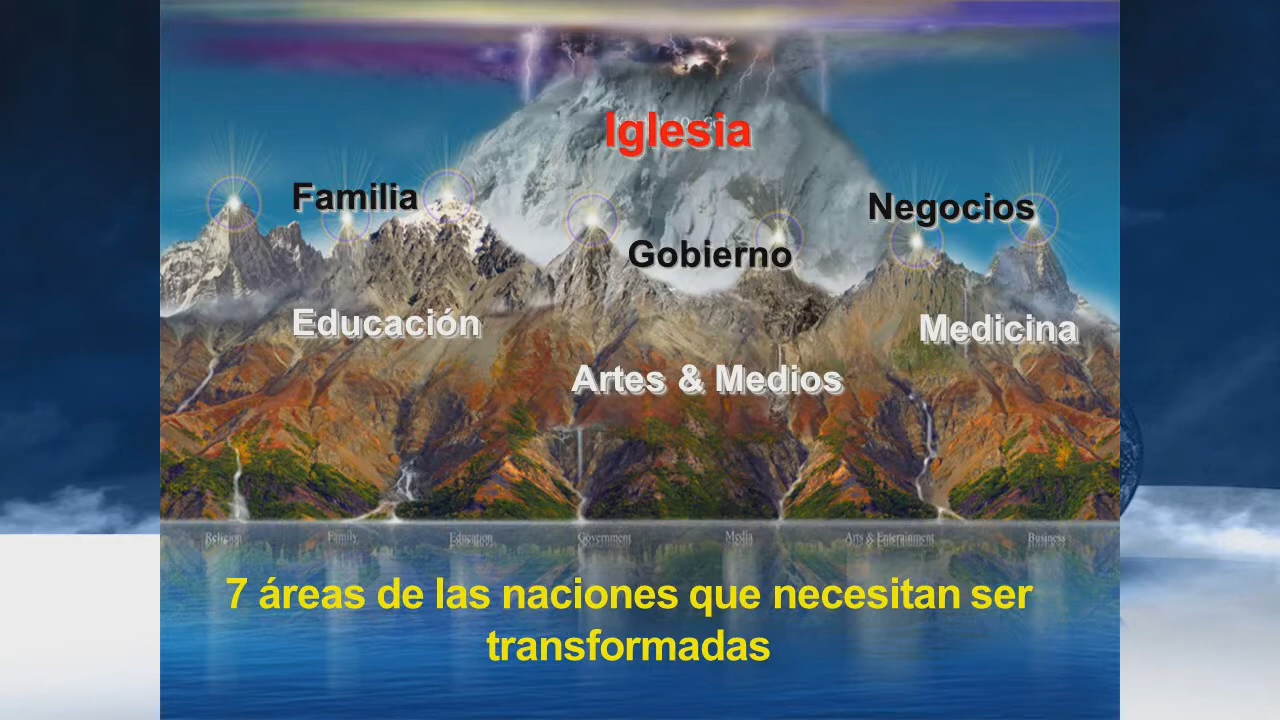 Iglesia
Familia
Negocios
Gobierno
Educación
Medicina
Artes & Medios
Religion Family Education Government Media Arts & Entertainment Business
7 áreas de las naciones que necesitan ser
transformadas